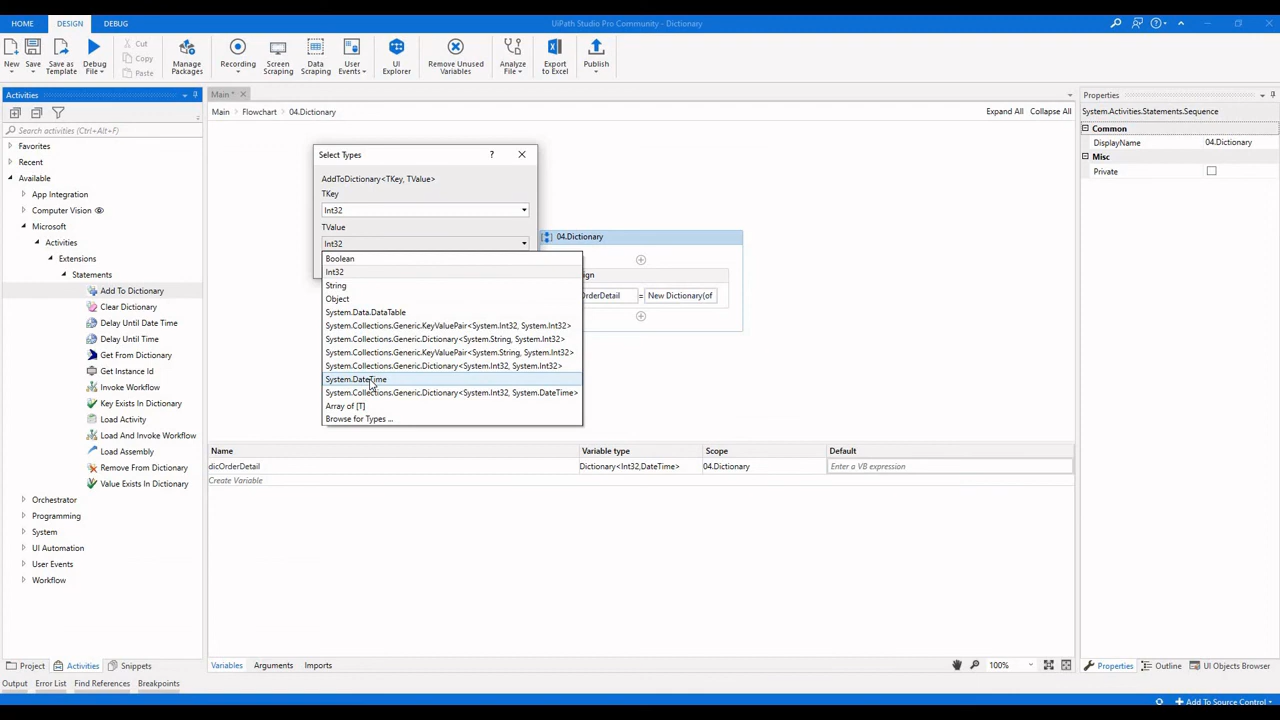 HOME DESIGN DEBUG UiPath Studio Pro Community - Dictionary
New Save Save as Template Debug File Cut Copy Paste Manage Packages Recording Screen Scraping Data Scraping User Events UI Explorer Remove Unused Variables Analyze File Export to Excel Publish
Activities
Search activities (Ctrl+Alt+F)
Favorites
Recent
Available
App Integration
Computer Vision
Microsoft
Activities
Extensions
Statements
Add To Dictionary
Clear Dictionary
Delay Until Date Time
Delay Until Time
Get From Dictionary
Get Instance Id
Invoke Workflow
Key Exists In Dictionary
Load Activity
Load And Invoke Workflow
Load Assembly
Remove From Dictionary
Value Exists In Dictionary
Orchestrator
Programming
System
UI Automation
User Events
Workflow
Main *
Main Flowchart 04.Dictionary Expand All Collapse All
Select Types ?
AddToDictionary<TKey, TValue>
TKey
Int32
TValue
Int32
Boolean
Int32
String
Object
System.Data.DataTable
System.Collections.Generic.KeyValuePair<System.Int32, System.Int32>
System.Collections.Generic.Dictionary<System.String, System.Int32>
System.Collections.Generic.KeyValuePair<System.String, System.Int32>
System.Collections.Generic.Dictionary<System.Int32, System.Int32>
System.DateTime
System.Collections.Generic.Dictionary<System.Int32, System.DateTime>
Array of [T]
Browse for Types ...
04.Dictionary
ign
OrderDetail = New Dictionary(of
Name Variable type Scope Default
dicOrderDetail Dictionary<Int32,DateTime> 04.Dictionary Enter a VB expression
Create Variable
Variables Arguments Imports 100%
Properties
System.Activities.Statements.Sequence
Common
DisplayName 04.Dictionary
Misc
Private
Project Activities Snippets
Properties Outline UI Objects Browser
Output Error List Find References Breakpoints
Add To Source Control